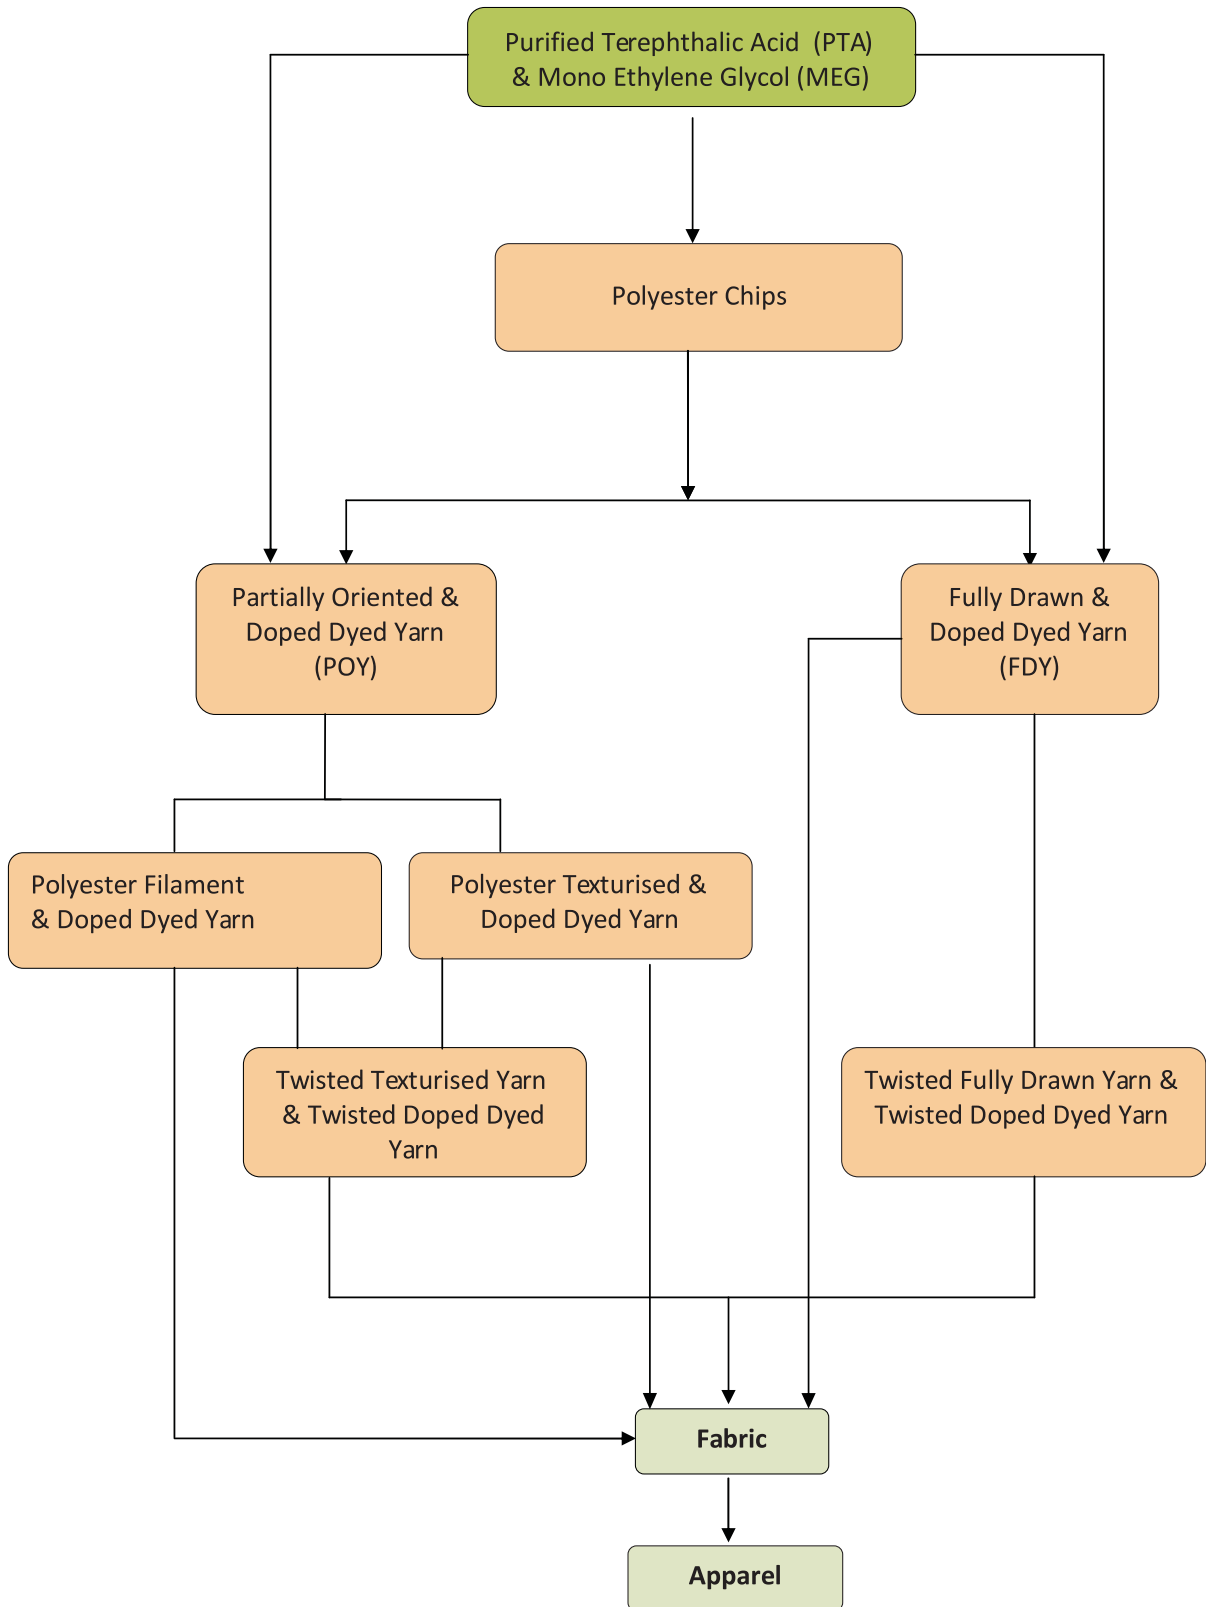 Purified Terephthalic Acid  (PTA)
& Mono Ethylene Glycol (MEG)
Polyester Chips
Partially Oriented &
Doped Dyed Yarn
(POY)
Fully Drawn &
Doped Dyed Yarn
(FDY)
Polyester Filament
& Doped Dyed Yarn
Polyester Texturised &
Doped Dyed Yarn
Twisted Texturised Yarn
& Twisted Doped Dyed
Yarn
Twisted Fully Drawn Yarn &
Twisted Doped Dyed Yarn
Fabric
Apparel